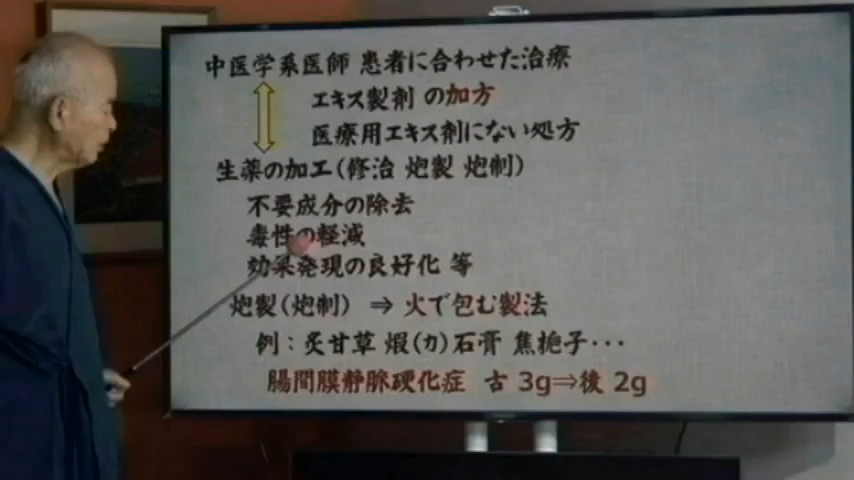 中医学系医師 患者に合わせた治療
エキス製剤 の加方
医療用エキス剤にない処方
生薬の加工(修治 炮製 炮制)
不要成分の除去
毒性の軽減
効果発現の良好化 等
炮製(炮制) ⇒ 火で包む製法
例:炙甘草 煆(カ)石膏 焦梔子・・・
腸間膜静脈硬化症 古 3g⇒後 2g